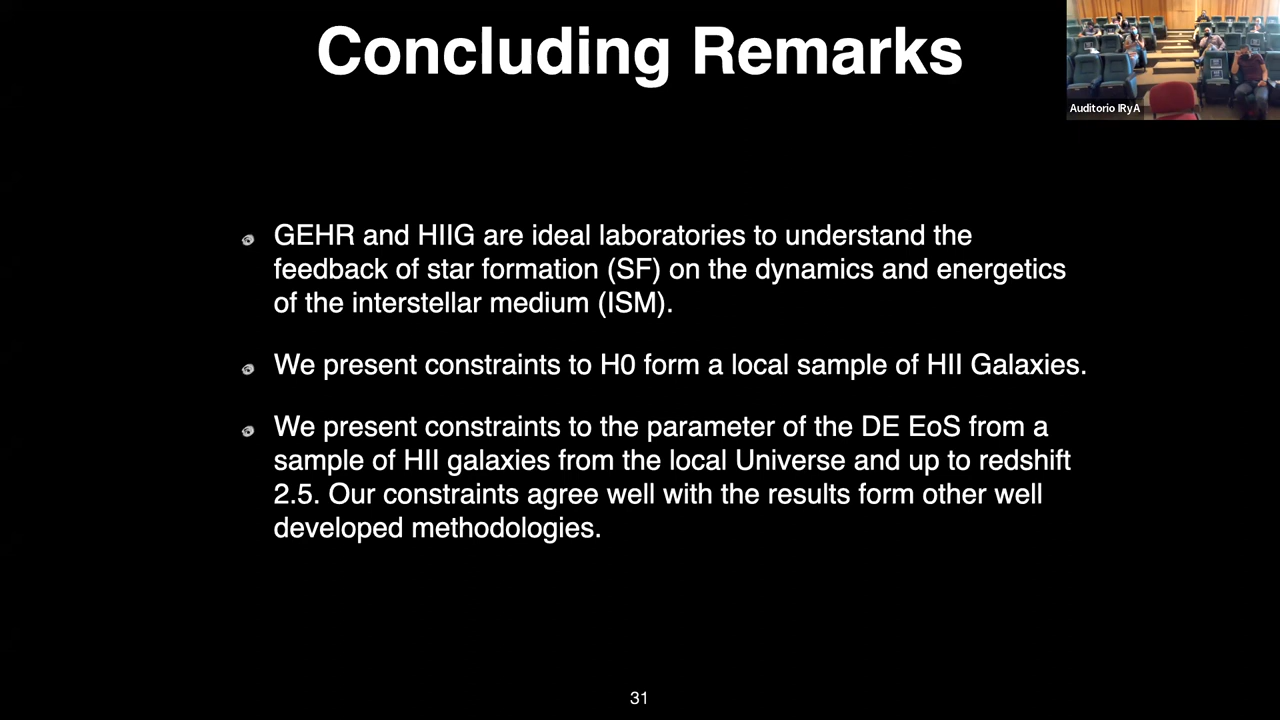 Concluding Remarks
Auditorio IRyA
GEHR and HIIG are ideal laboratories to understand the
feedback of star formation (SF) on the dynamics and energetics
of the interstellar medium (ISM).
We present constraints to H0 form a local sample of HII Galaxies.
We present constraints to the parameter of the DE EoS from a
sample of HII galaxies from the local Universe and up to redshift
2.5. Our constraints agree well with the results form other well
developed methodologies.
31